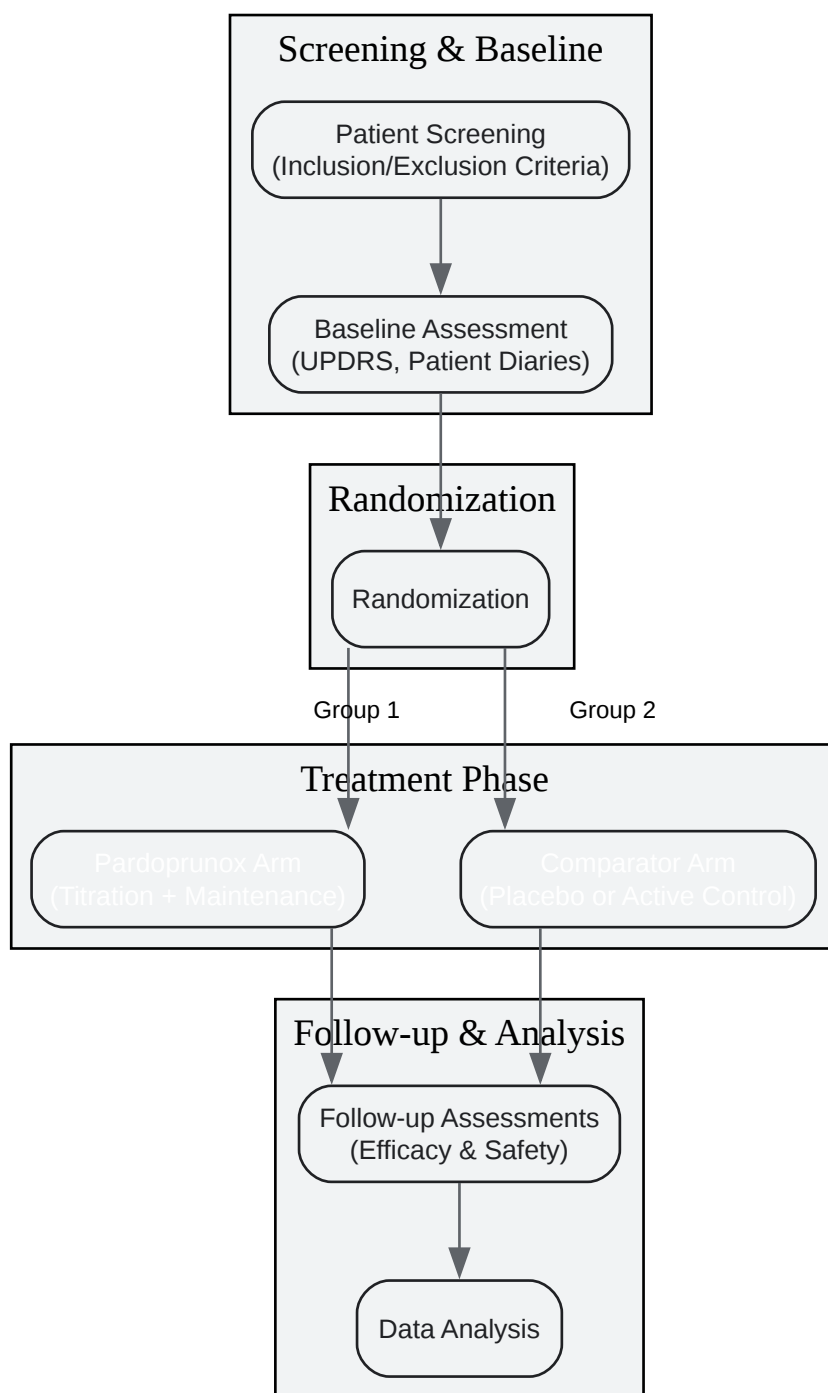 Screening & Baseline
Patient Screening
(Inclusion/Exclusion Criteria)
Baseline Assessment
(UPDRS, Patient Diaries)
Randomization
Randomization
Group 1
Group 2
Treatment Phase
Pardoprunox Arm
(Titration + Maintenance)
Comparator Arm
(Placebo or Active Control)
Follow-up & Analysis
Follow-up Assessments
(Efficacy & Safety)
Data Analysis